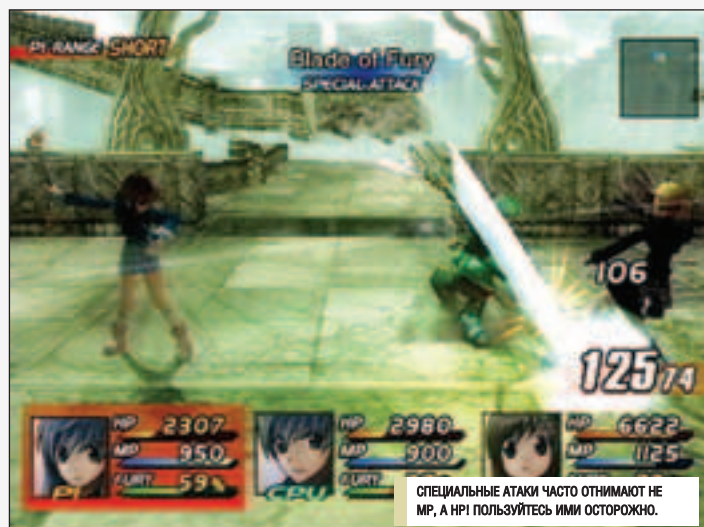 P1.RANGE SHORT
Blade of Fury
SPECIAL ATTACK
106
125
74
HP 2307
MP 950
FURY 59%
P1
HP 2980
MP 900
FURY
CPU
HP 6622
MP 1125
СПЕЦИАЛЬНЫЕ АТАКИ ЧАСТО ОТНИМАЮТ НЕ
MP, А HP! ПОЛЬЗУЙТЕСЬ ИМИ ОСТОРОЖНО.